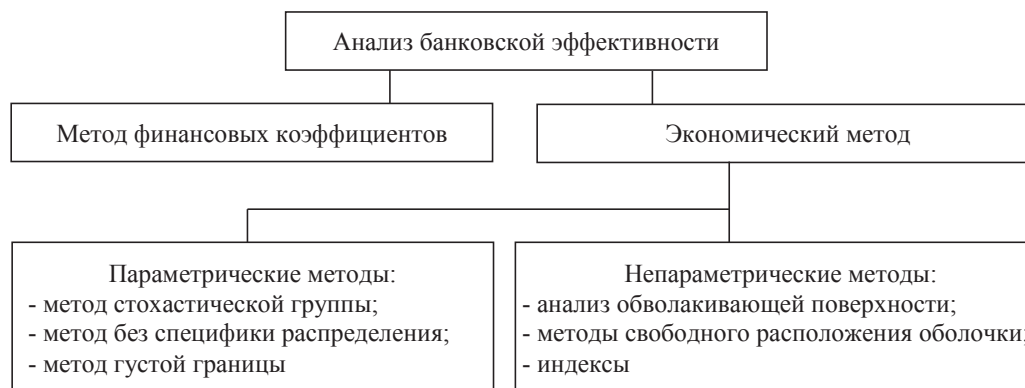 Анализ банковской эффективности
Метод финансовых коэффициентов
Экономический метод
Параметрические методы:
- метод стохастической группы;
- метод без специфики распределения;
- метод густой границы
Непараметрические методы:
- анализ обволакивающей поверхности;
- методы свободного расположения оболочки;
- индексы